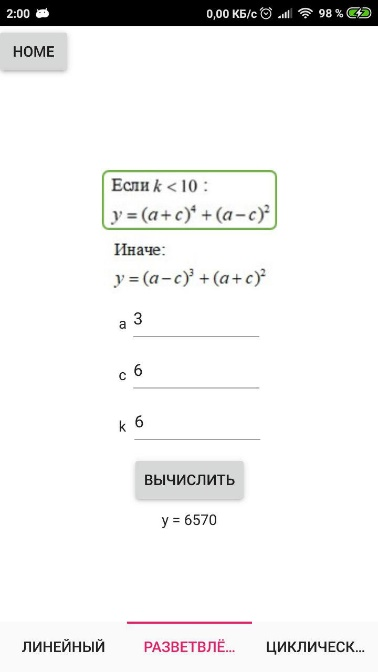 2:00 0,00 КБ/с 98 %
HOME
Если k < 10 :
y = (a + c)⁴ + (a − c)²
Иначе:
y = (a − c)³ + (a + c)²
a 3
c 6
k 6
ВЫЧИСЛИТЬ
y = 6570
ЛИНЕЙНЫЙ РАЗВЕТВЛЁ... ЦИКЛИЧЕСК...